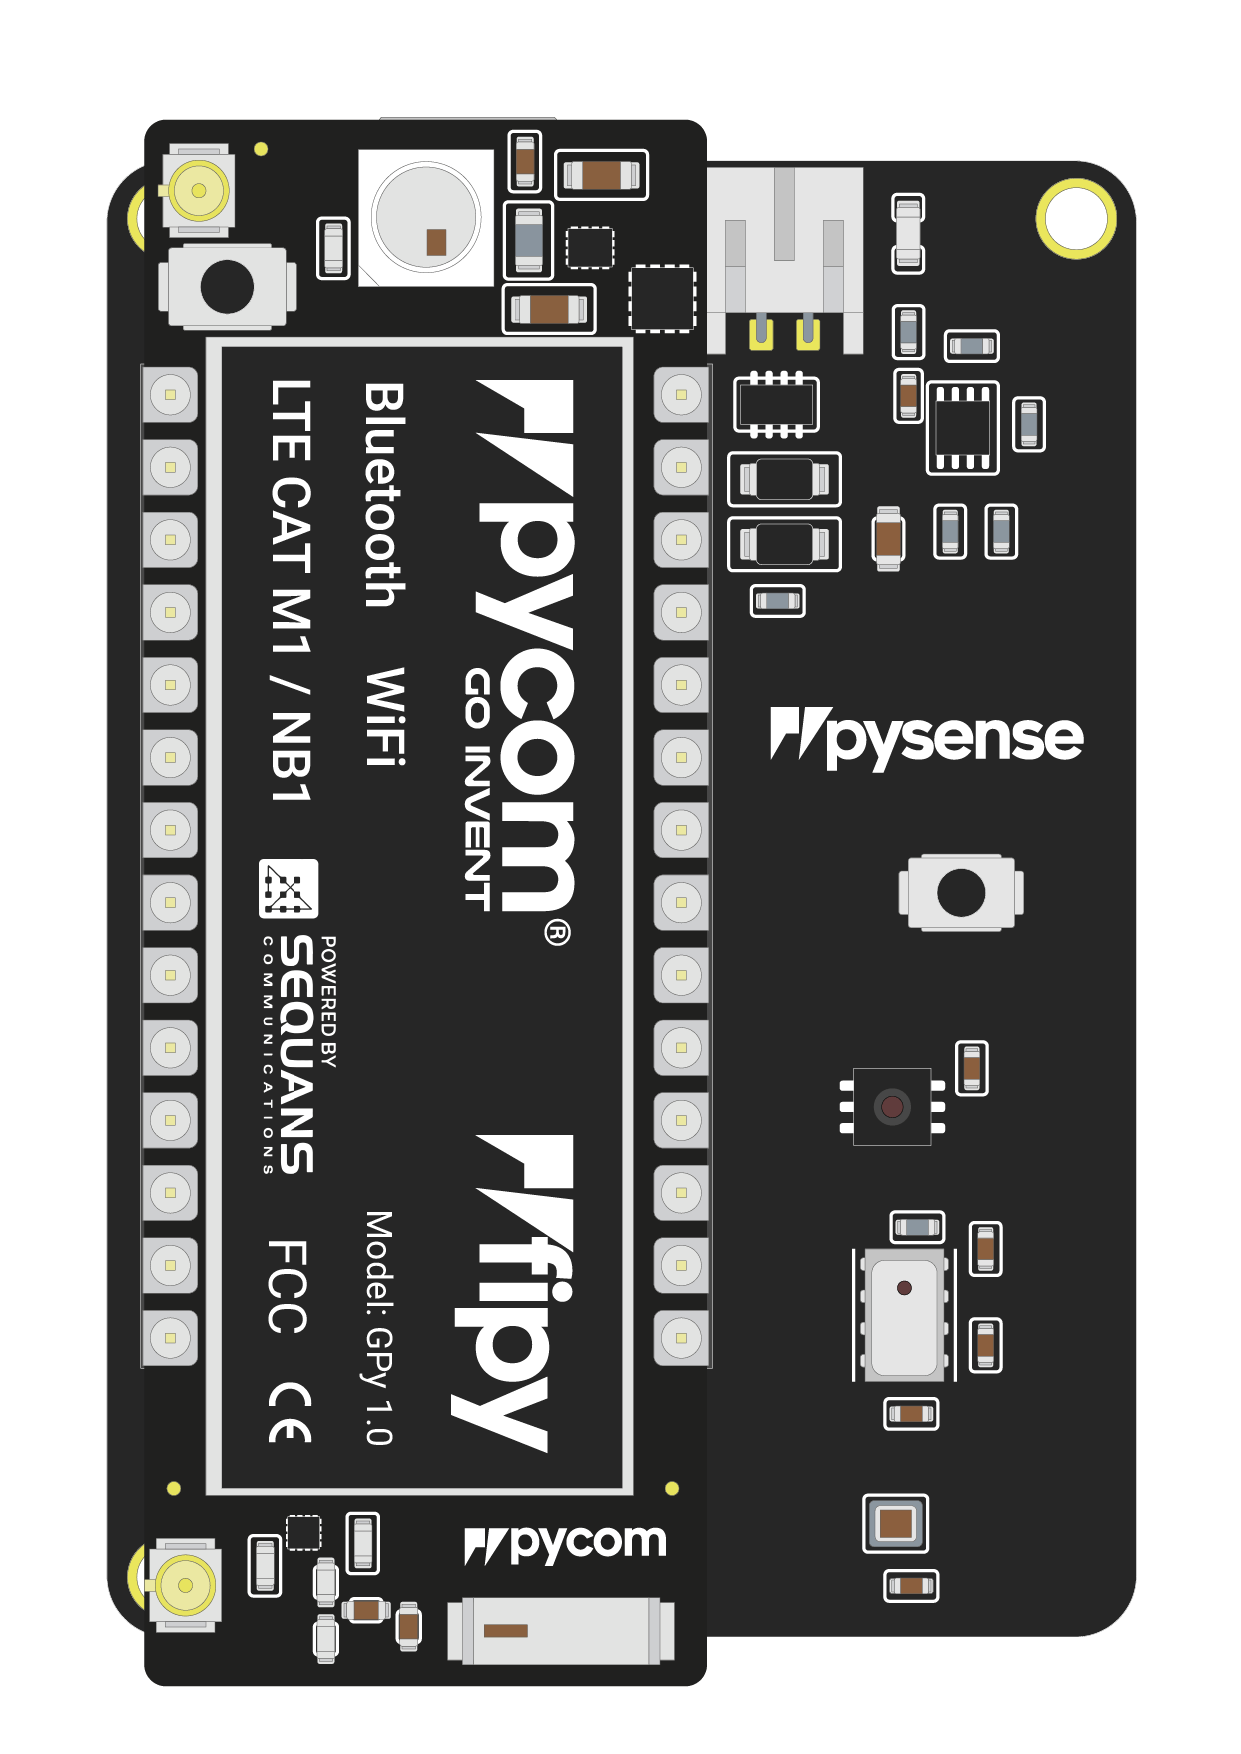 pycom®
GO INVENT
Bluetooth WiFi
LTE CAT M1 / NB1
POWERED BY
SEQUANS
COMMUNICATIONS
fipy
Model: GPy 1.0
FCC CE
pysense
pycom